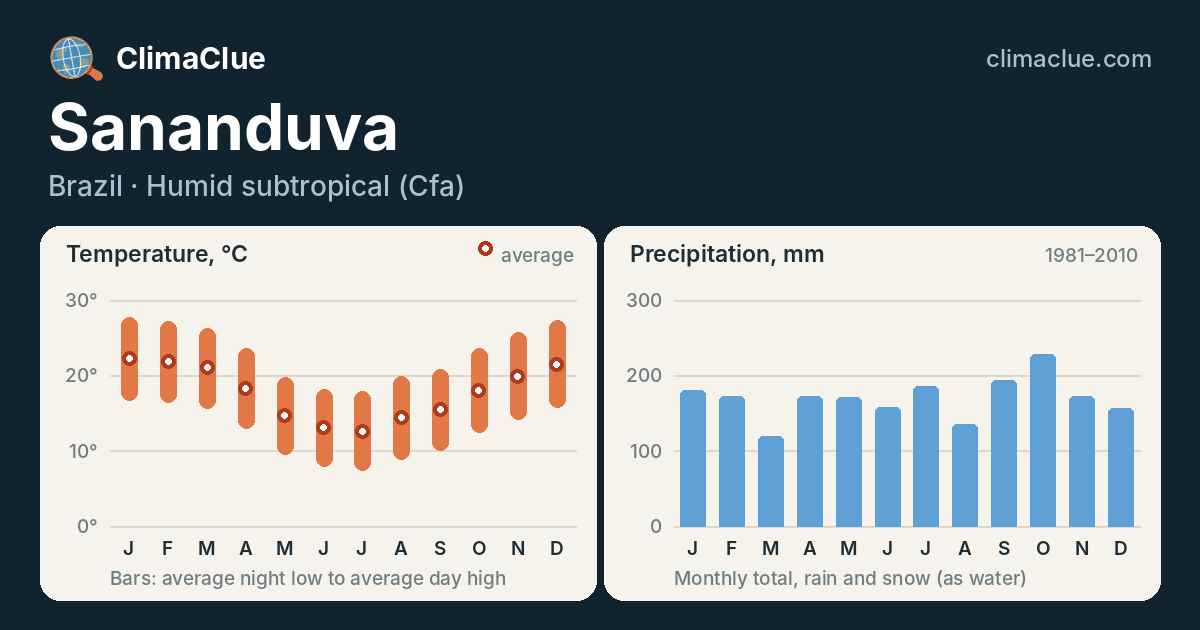 ClimaClue
climaclue.com
Sananduva
Brazil · Humid subtropical (Cfa)
Temperature, °C
average
30°
20°
10°
0°
J F M A M J J A S O N D
Bars: average night low to average day high
Precipitation, mm
1981–2010
300
200
100
0
J F M A M J J A S O N D
Monthly total, rain and snow (as water)